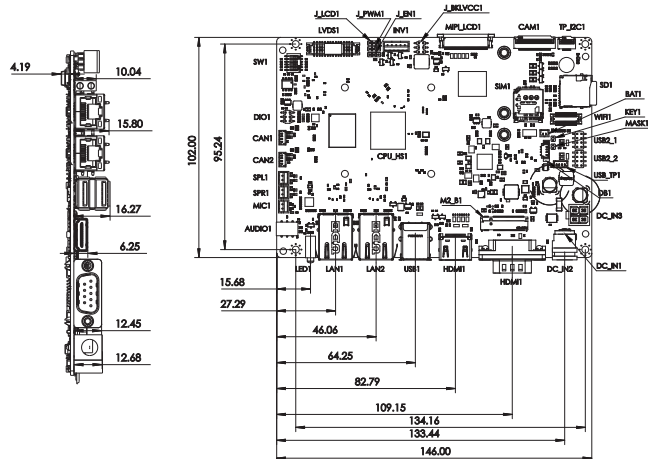 J_BKLVCC1
J_PWM1
J_LCD1
J_EN1
LVDS1
INV1
MIPI_LCD1
CAM1
TP_I2C1
4.19
10.04
SW1
SIM1
SD1
BAT1
WIFI1
KEY1
MASK1
DIO1
15.80
CAN1
USB2_1
CAN2
CPU_HS1
USB2_2
102.00
95.24
SPL1
USB_TP1
SPR1
DB1
MIC1
M2_B1
DC_IN3
16.27
AUDIO1
6.25
LED1
LAN1
LAN2
USB1
HDMI1
HDMI1
DC_IN2
DC_IN1
15.68
27.29
12.45
46.06
12.68
64.25
82.79
109.15
134.16
133.44
146.00